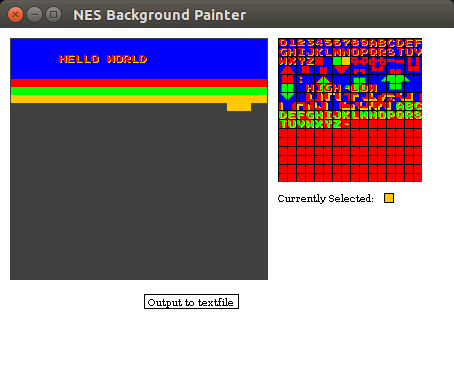 NES Background Painter
HELLO WORLD
0123456789ABCDEF
GHIJKLMNOPQRSTUV
WXYZ
:
HIGH-LOW
ABC
DEFGHIJKLMNOPQRS
TUVWXYZ-
Currently Selected:
Output to textfile